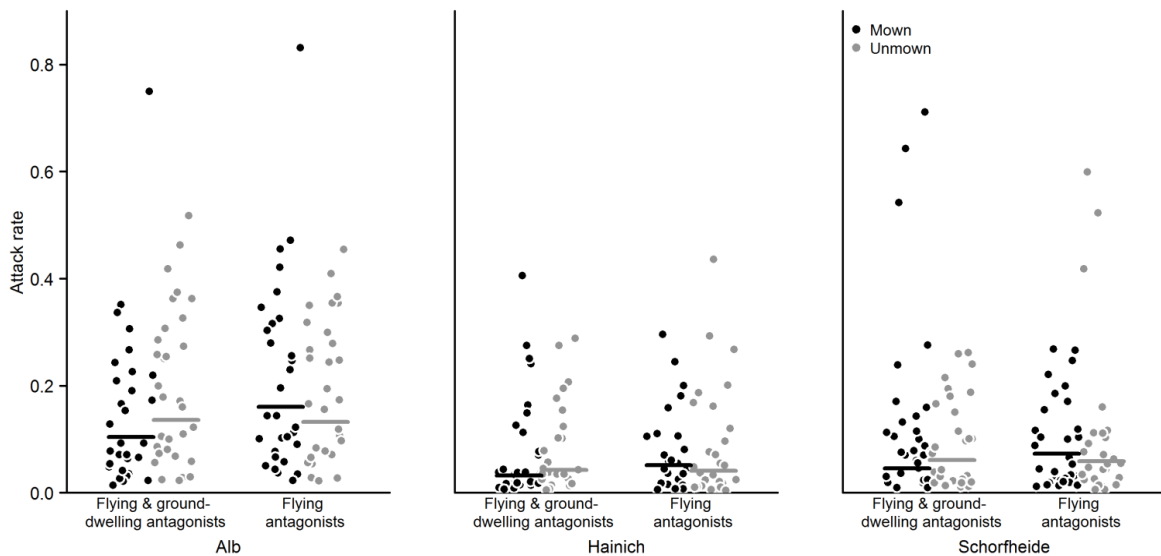 Mown
Unmown
Attack rate
0.8
0.6
0.4
0.2
0.0
Flying & ground-
dwelling antagonists
Flying
antagonists
Alb
Flying & ground-
dwelling antagonists
Flying
antagonists
Hainich
Flying & ground-
dwelling antagonists
Flying
antagonists
Schorfheide